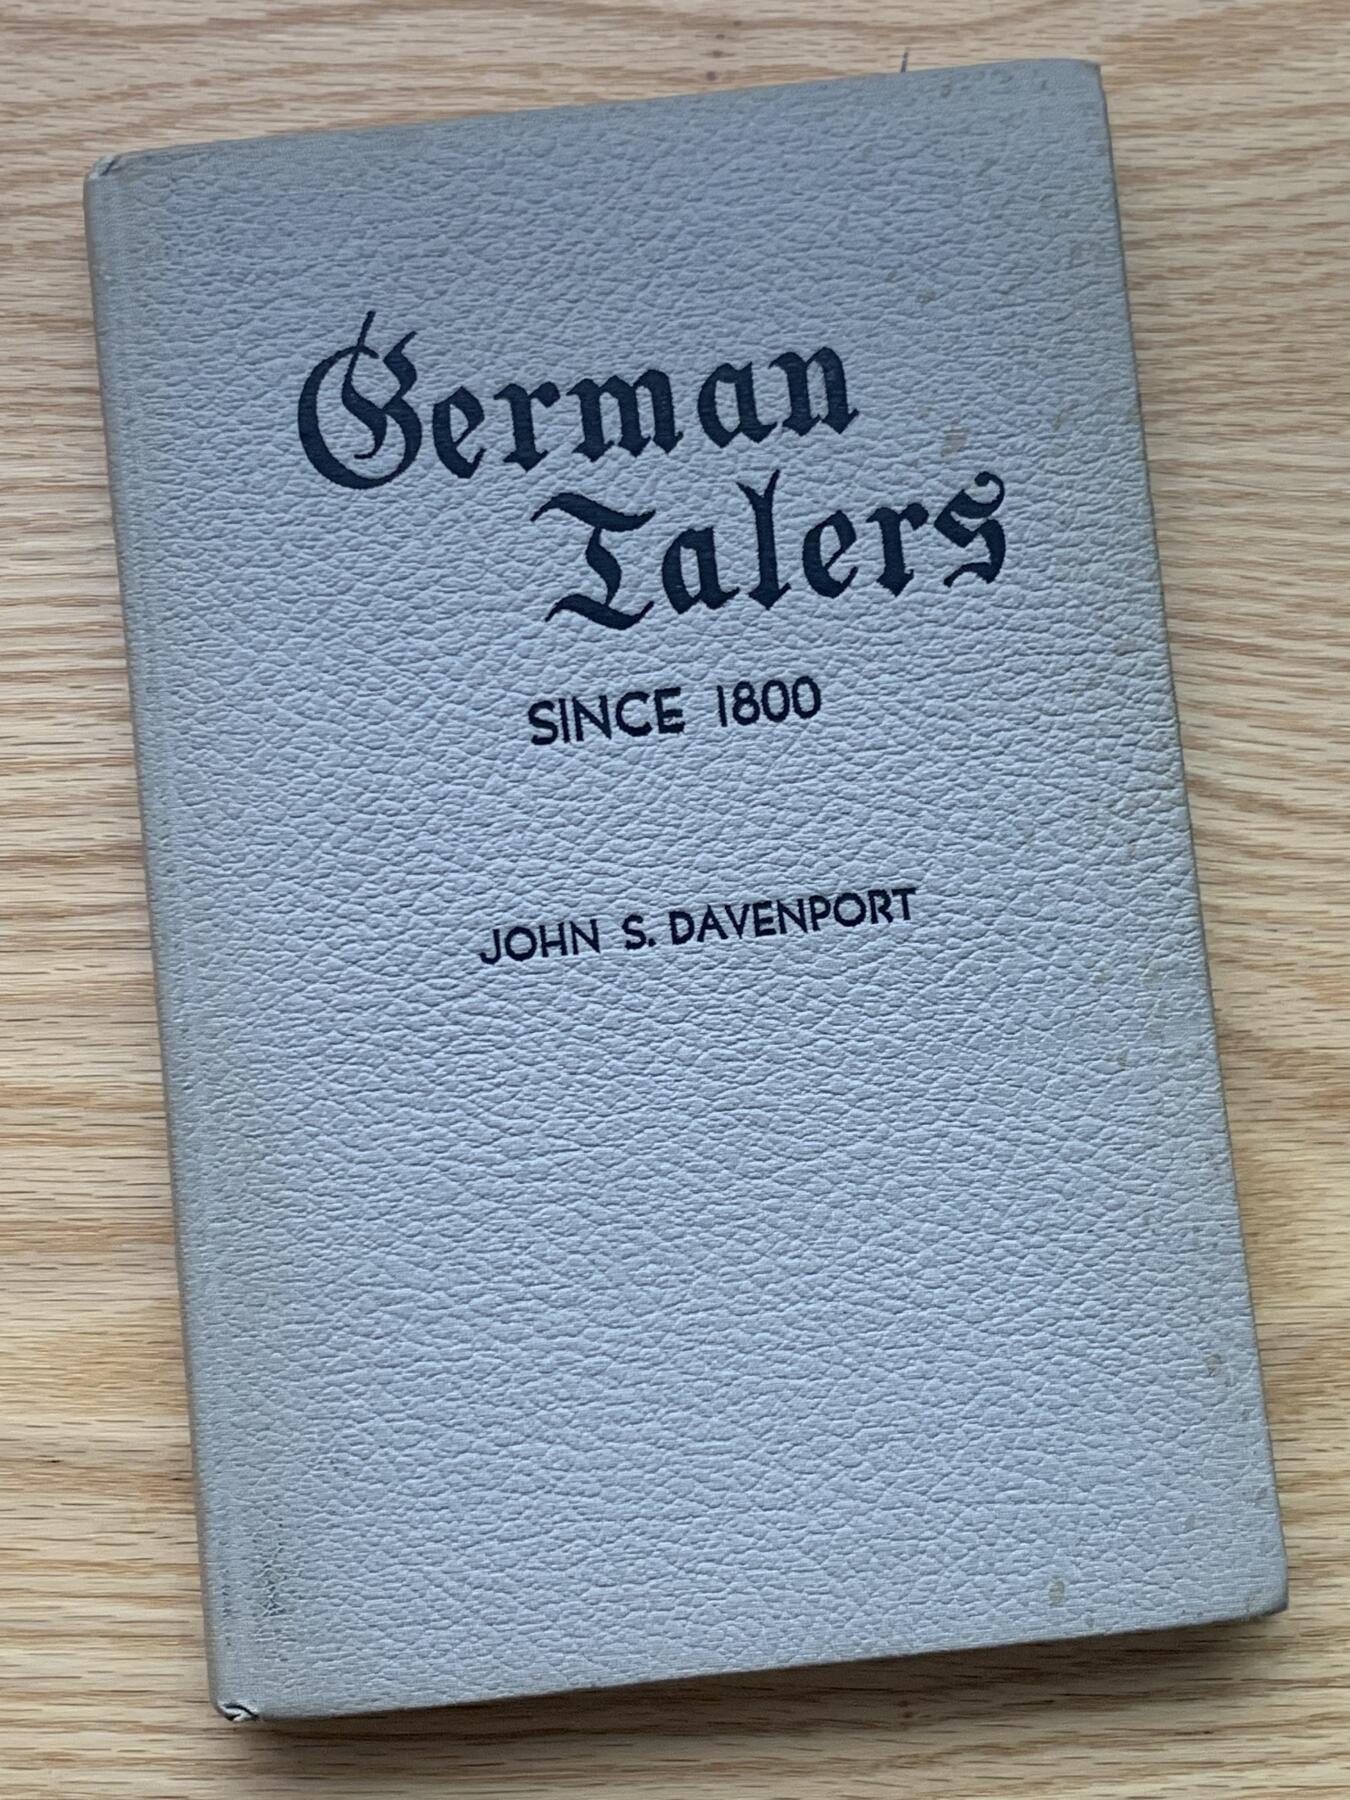 German
Talers
SINCE 1800
JOHN S. DAVENPORT